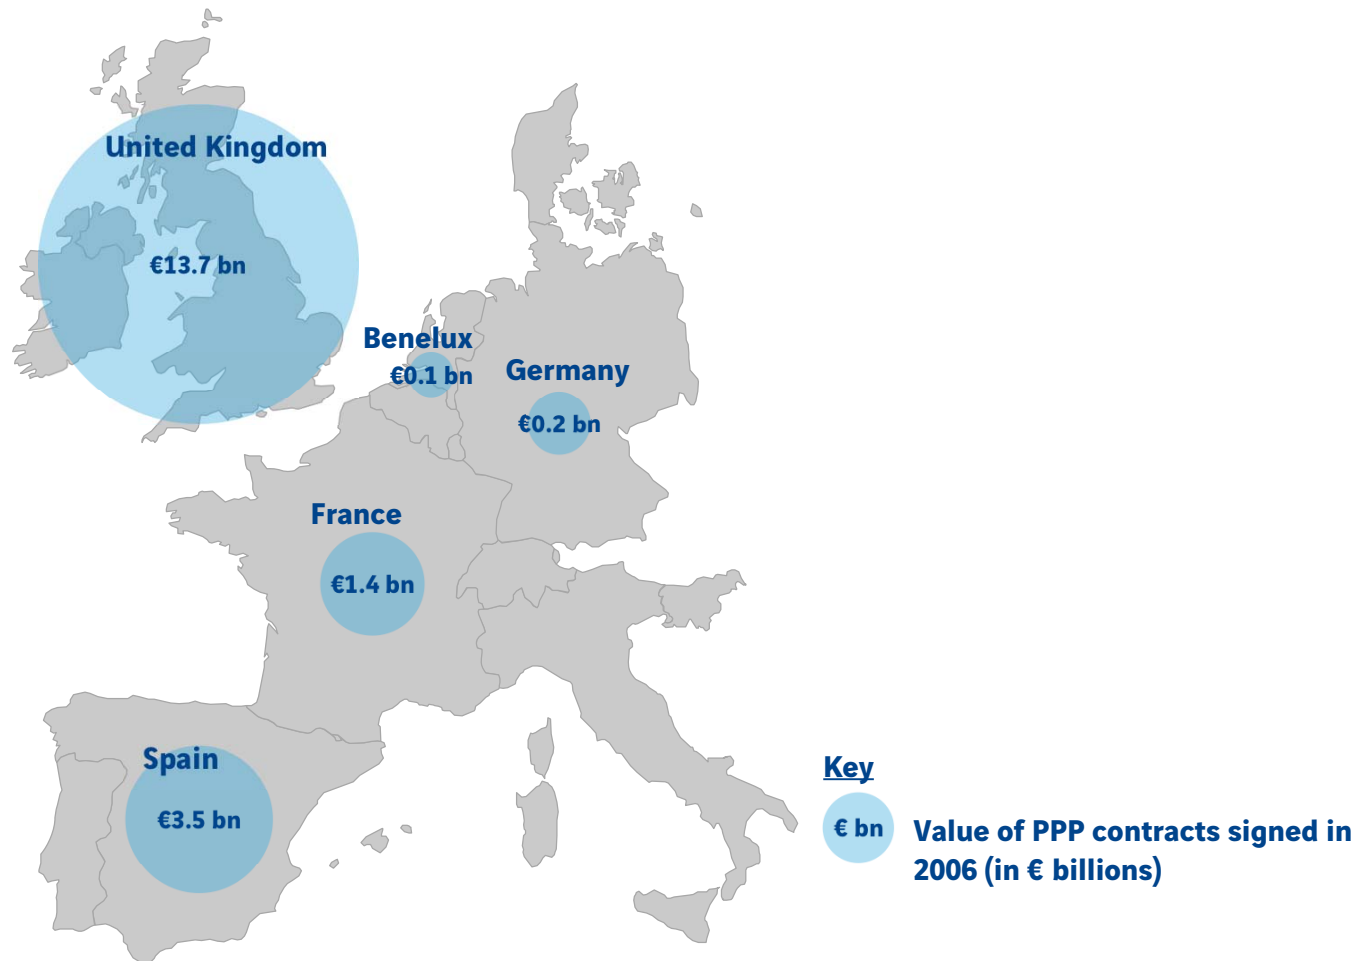 United Kingdom
€13.7 bn
Benelux
€0.1 bn
Germany
€0.2 bn
France
€1.4 bn
Spain
€3.5 bn
Key
€ bn
Value of PPP contracts signed in
2006 (in € billions)